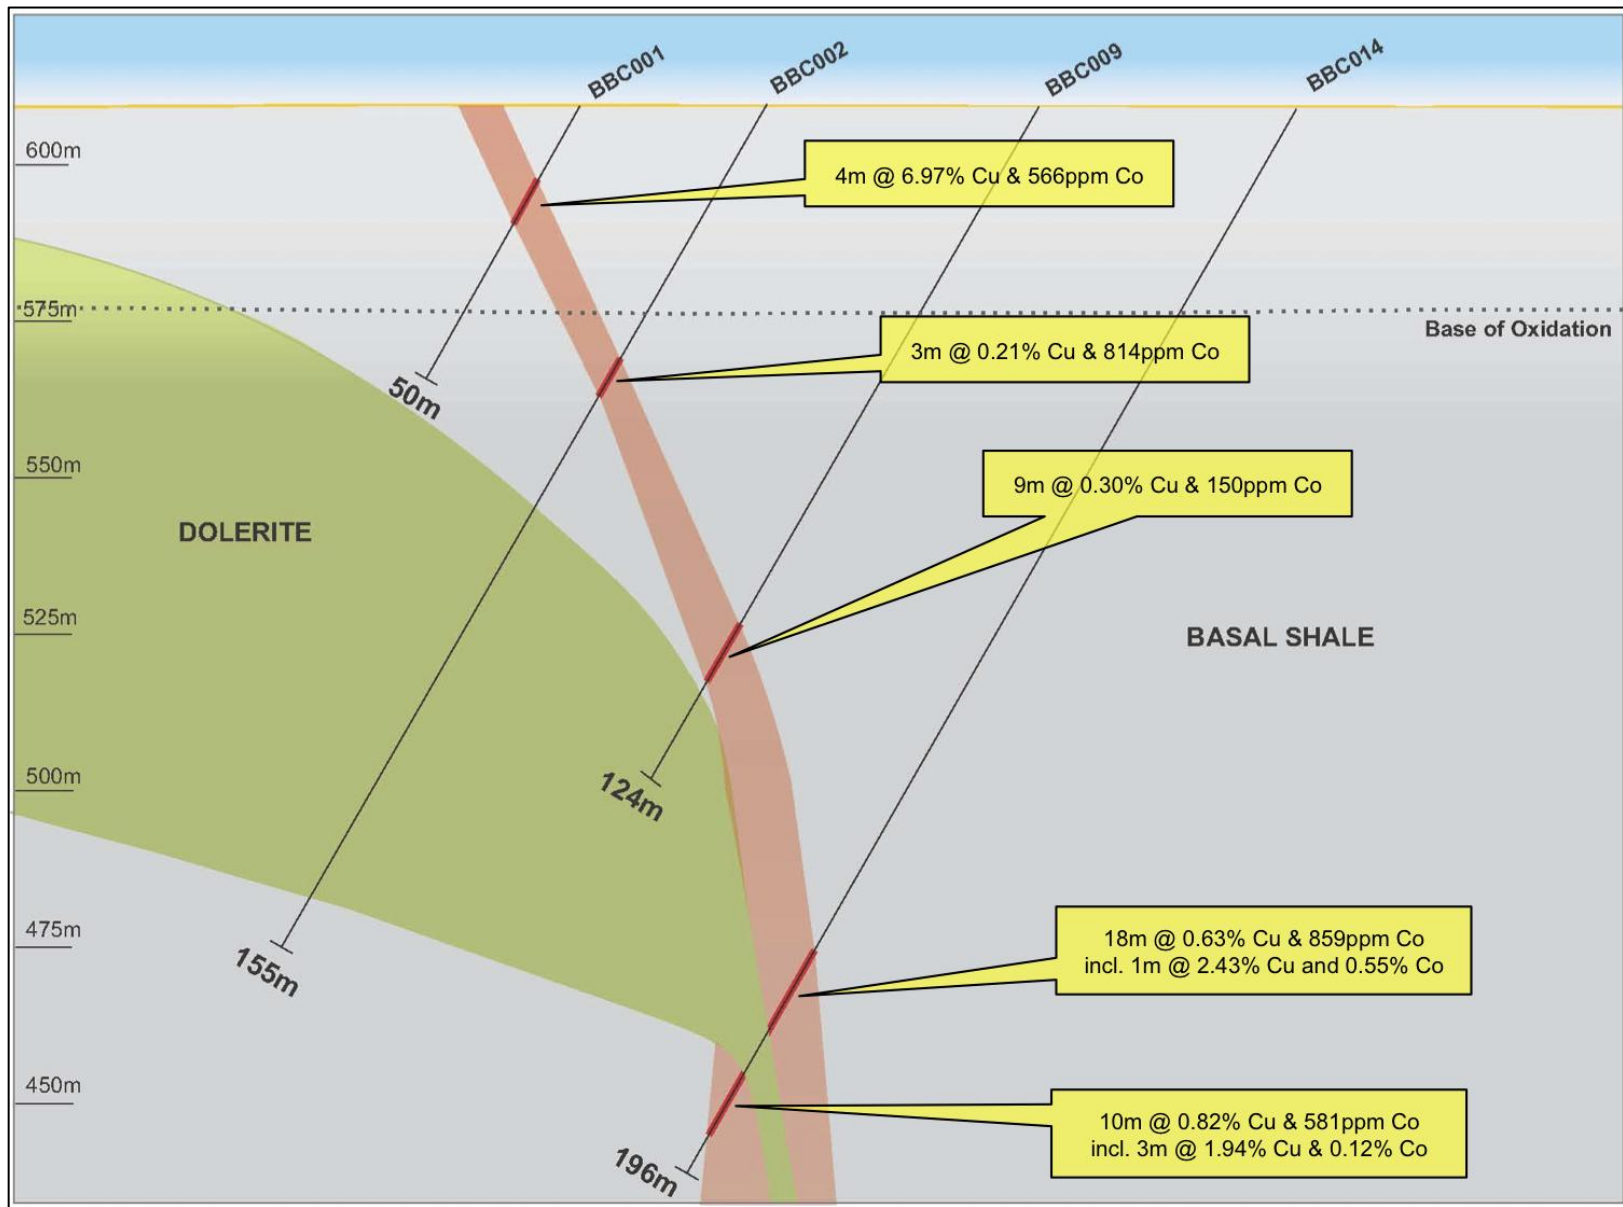 BBC001
BBC002
BBC009
BBC014
600m
4m @ 6.97% Cu & 566ppm Co
575m
Base of Oxidation
3m @ 0.21% Cu & 814ppm Co
50m
550m
9m @ 0.30% Cu & 150ppm Co
DOLERITE
525m
BASAL SHALE
500m
124m
475m
155m
18m @ 0.63% Cu & 859ppm Co
incl. 1m @ 2.43% Cu and 0.55% Co
450m
10m @ 0.82% Cu & 581ppm Co
incl. 3m @ 1.94% Cu & 0.12% Co
196m